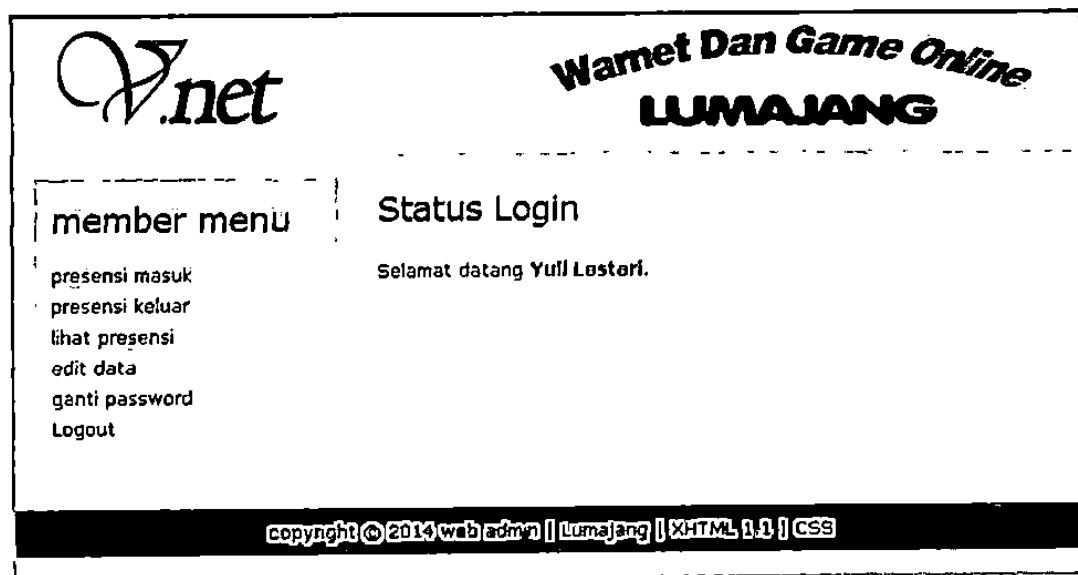 V.net
Warnet Dan Game Online
LUMAJANG
member menu
presensi masuk
presensi keluar
lihat presensi
edit data
ganti password
Logout
Status Login
Selamat datang Yuli Lestari.
copyright © 2014 web admin | Lumajang | XHTML 1.1 | CSS